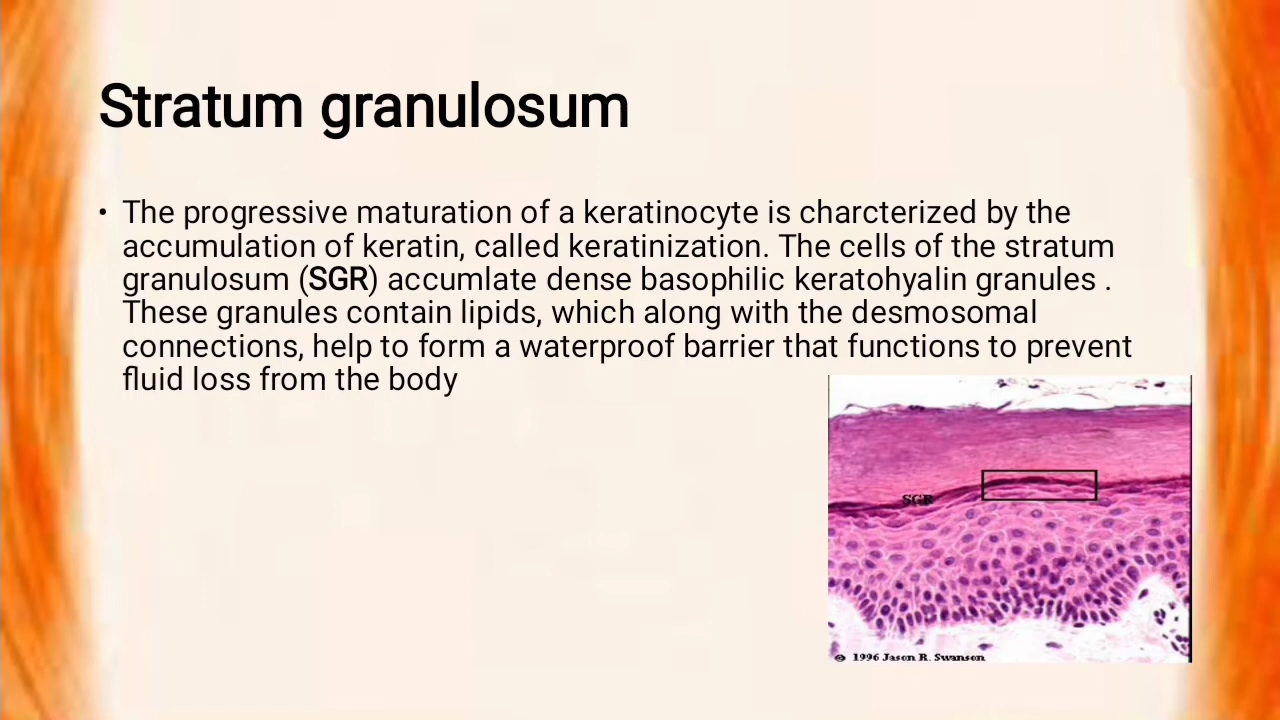 Stratum granulosum
• The progressive maturation of a keratinocyte is charcterized by the
accumulation of keratin, called keratinization. The cells of the stratum
granulosum (SGR) accumlate dense basophilic keratohyalin granules .
These granules contain lipids, which along with the desmosomal
connections, help to form a waterproof barrier that functions to prevent
fluid loss from the body
SGR
© 1996 Jason R. Swanson